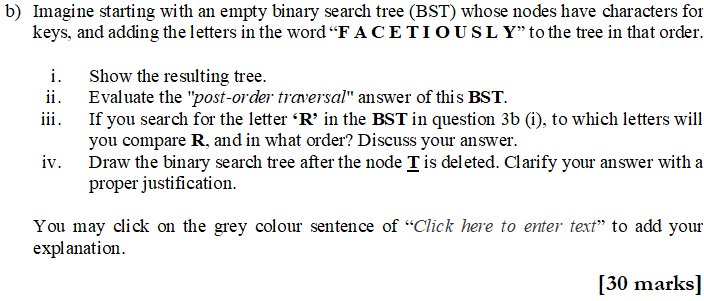 b) Imagine starting with an empty binary search tree (BST) whose nodes have characters for
keys, and adding the letters in the word “F A C E T I O U S L Y” to the tree in that order.
i. Show the resulting tree.
ii. Evaluate the "post-order traversal" answer of this BST.
iii. If you search for the letter ‘R’ in the BST in question 3b (i), to which letters will
you compare R, and in what order? Discuss your answer.
iv. Draw the binary search tree after the node T is deleted. Clarify your answer with a
proper justification.
You may click on the grey colour sentence of “Click here to enter text” to add your
explanation.
[30 marks]